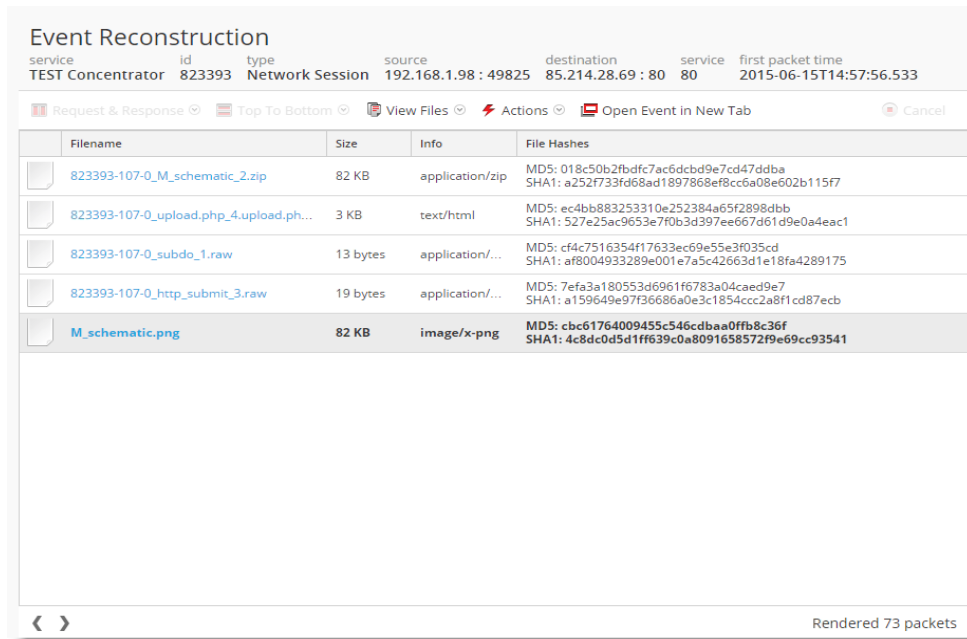 Event Reconstruction
service id type source destination service first packet time
TEST Concentrator 823393 Network Session 192.168.1.98 : 49825 85.214.28.69 : 80 80 2015-06-15T14:57:56.533
Request & Response Top To Bottom View Files Actions Open Event in New Tab Cancel
Filename Size Info File Hashes
823393-107-0_M_schematic_2.zip 82 KB application/zip MD5: 018c50b2fbdfc7ac6dcbd9e7cd47ddba
SHA1: a252f733fd68ad1897868ef8cc6a08e602b115f7
823393-107-0_upload.php_4.upload.ph... 3 KB text/html MD5: ec4bb883253310e252384a65f2898dbb
SHA1: 527e25ac9653e7f0b3d397ee667d61d9e0a4eac1
823393-107-0_subdo_1.raw 13 bytes application/... MD5: cf4c7516354f17633ec69e55e3f035cd
SHA1: af8004933289e001e7a5c42663d1e18fa4289175
823393-107-0_http_submit_3.raw 19 bytes application/... MD5: 7efa3a180553d6961f6783a04caed9e7
SHA1: a159649e97f36686a0e3c1854ccc2a8f1cd87ecb
M_schematic.png 82 KB image/x-png MD5: cbc61764009455c546cdbaa0ffb8c36f
SHA1: 4c8dc0d5d1ff639c0a8091658572f9e69cc93541
Rendered 73 packets